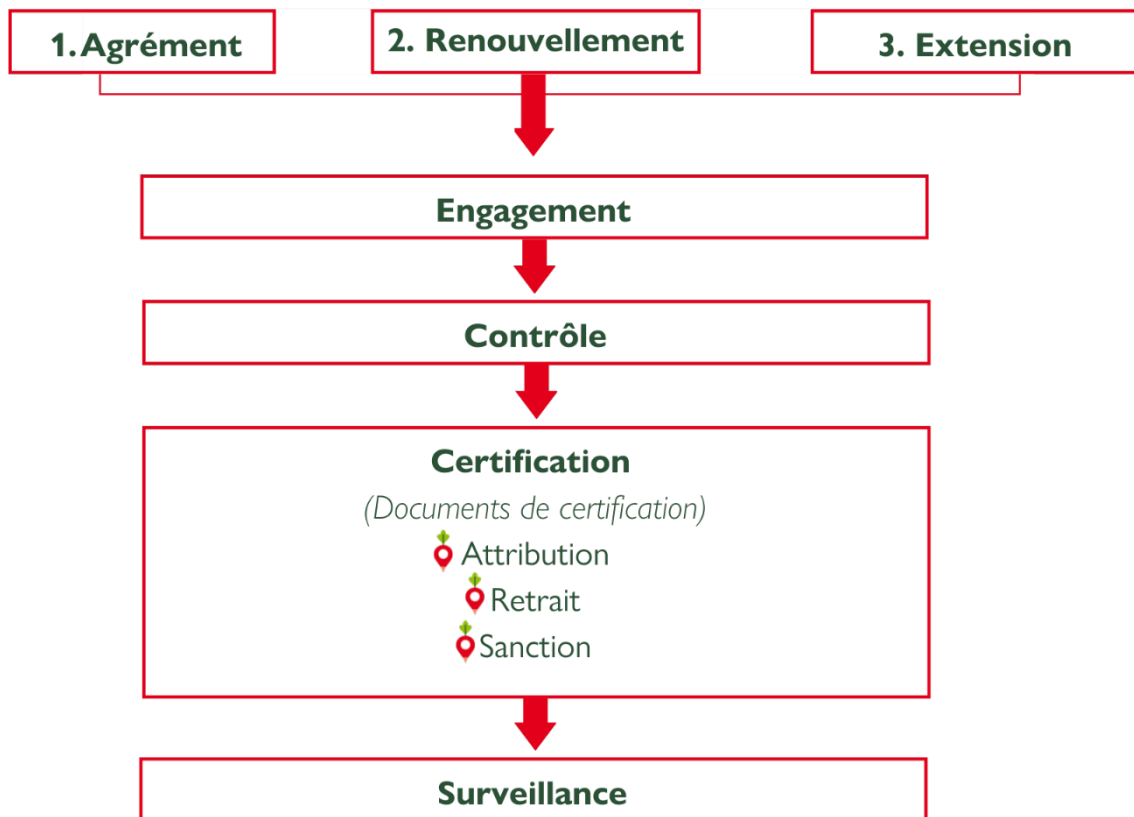 1. Agrément
2. Renouvellement
3. Extension
Engagement
Contrôle
Certification
(Documents de certification)
Attribution
Retrait
Sanction
Surveillance